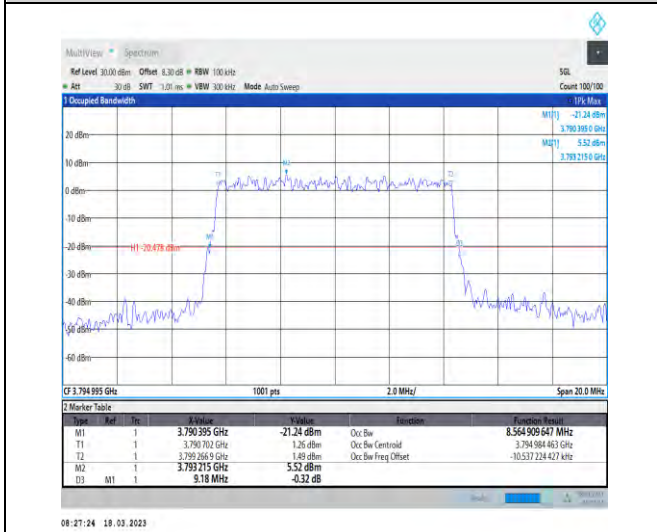 MultiView Spectrum
Ref Level 30.00 dBm Offset 8.30 dB RBW 100 kHz SGL
Att 30 dB SWT 1.01 ms VBW 300 kHz Mode Auto Sweep Count 100/100
1 Occupied Bandwidth 1Pk Max
M1[1] -21.24 dBm
3.790 395 0 GHz
M2[1] 5.52 dBm
3.793 215 0 GHz
20 dBm
10 dBm
M2
T1 T2
0 dBm
M1 D3
-20 dBm H1 -20.478 dBm
-30 dBm
-40 dBm
-50 dBm
-60 dBm
CF 3.794 995 GHz 1001 pts 2.0 MHz/ Span 20.0 MHz
2 Marker Table
Type Ref Trc X-Value Y-Value Function Function Result
M1 1 3.790 395 GHz -21.24 dBm Occ Bw 8.564 909 647 MHz
T1 1 3.790 702 GHz 1.26 dBm Occ Bw Centroid 3.794 984 463 GHz
T2 1 3.799 266 9 GHz 1.49 dBm Occ Bw Freq Offset -10.537 224 427 kHz
M2 1 3.793 215 GHz 5.52 dBm
D3 M1 1 9.18 MHz -0.32 dB
08:27:24 18.03.2023